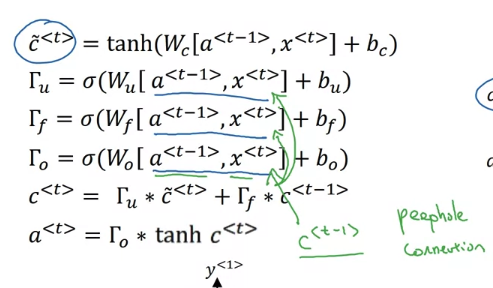 c̃^{<t>} = tanh(W_c[a^{<t−1>}, x^{<t>}] + b_c)
Γ_u = σ(W_u[ a^{<t−1>}, x^{<t>}] + b_u)
Γ_f = σ(W_f[ a^{<t−1>}, x^{<t>}] + b_f)
Γ_o = σ(W_o[ a^{<t−1>}, x^{<t>}] + b_o)
c^{<t>} = Γ_u * c̃^{<t>} + Γ_f * c^{<t−1>}
a^{<t>} = Γ_o * tanh c^{<t>}
c^{<t-1>}
peephole
connection
y^{<1>}